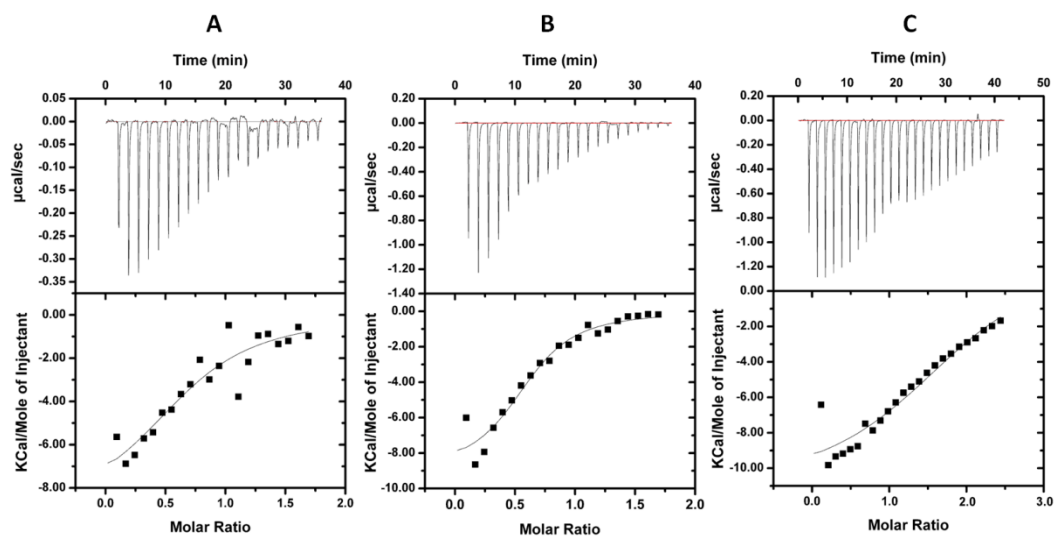 A
B
C
Time (min)
Time (min)
Time (min)
0 10 20 30 40
0 10 20 30 40
0 10 20 30 40 50
0.05
0.00
-0.05
-0.10
-0.15
-0.20
-0.25
-0.30
-0.35
µcal/sec
0.00
-2.00
-4.00
-6.00
-8.00
KCal/Mole of Injectant
0.0 0.5 1.0 1.5 2.0
Molar Ratio
0.20
0.00
-0.20
-0.40
-0.60
-0.80
-1.00
-1.20
-1.40
µcal/sec
0.00
-2.00
-4.00
-6.00
-8.00
-10.00
KCal/Mole of Injectant
0.0 0.5 1.0 1.5 2.0
Molar Ratio
0.20
0.00
-0.20
-0.40
-0.60
-0.80
-1.00
-1.20
0.00
µcal/sec
-2.00
-4.00
-6.00
-8.00
-10.00
KCal/Mole of Injectant
0.0 1.0 2.0 3.0
Molar Ratio